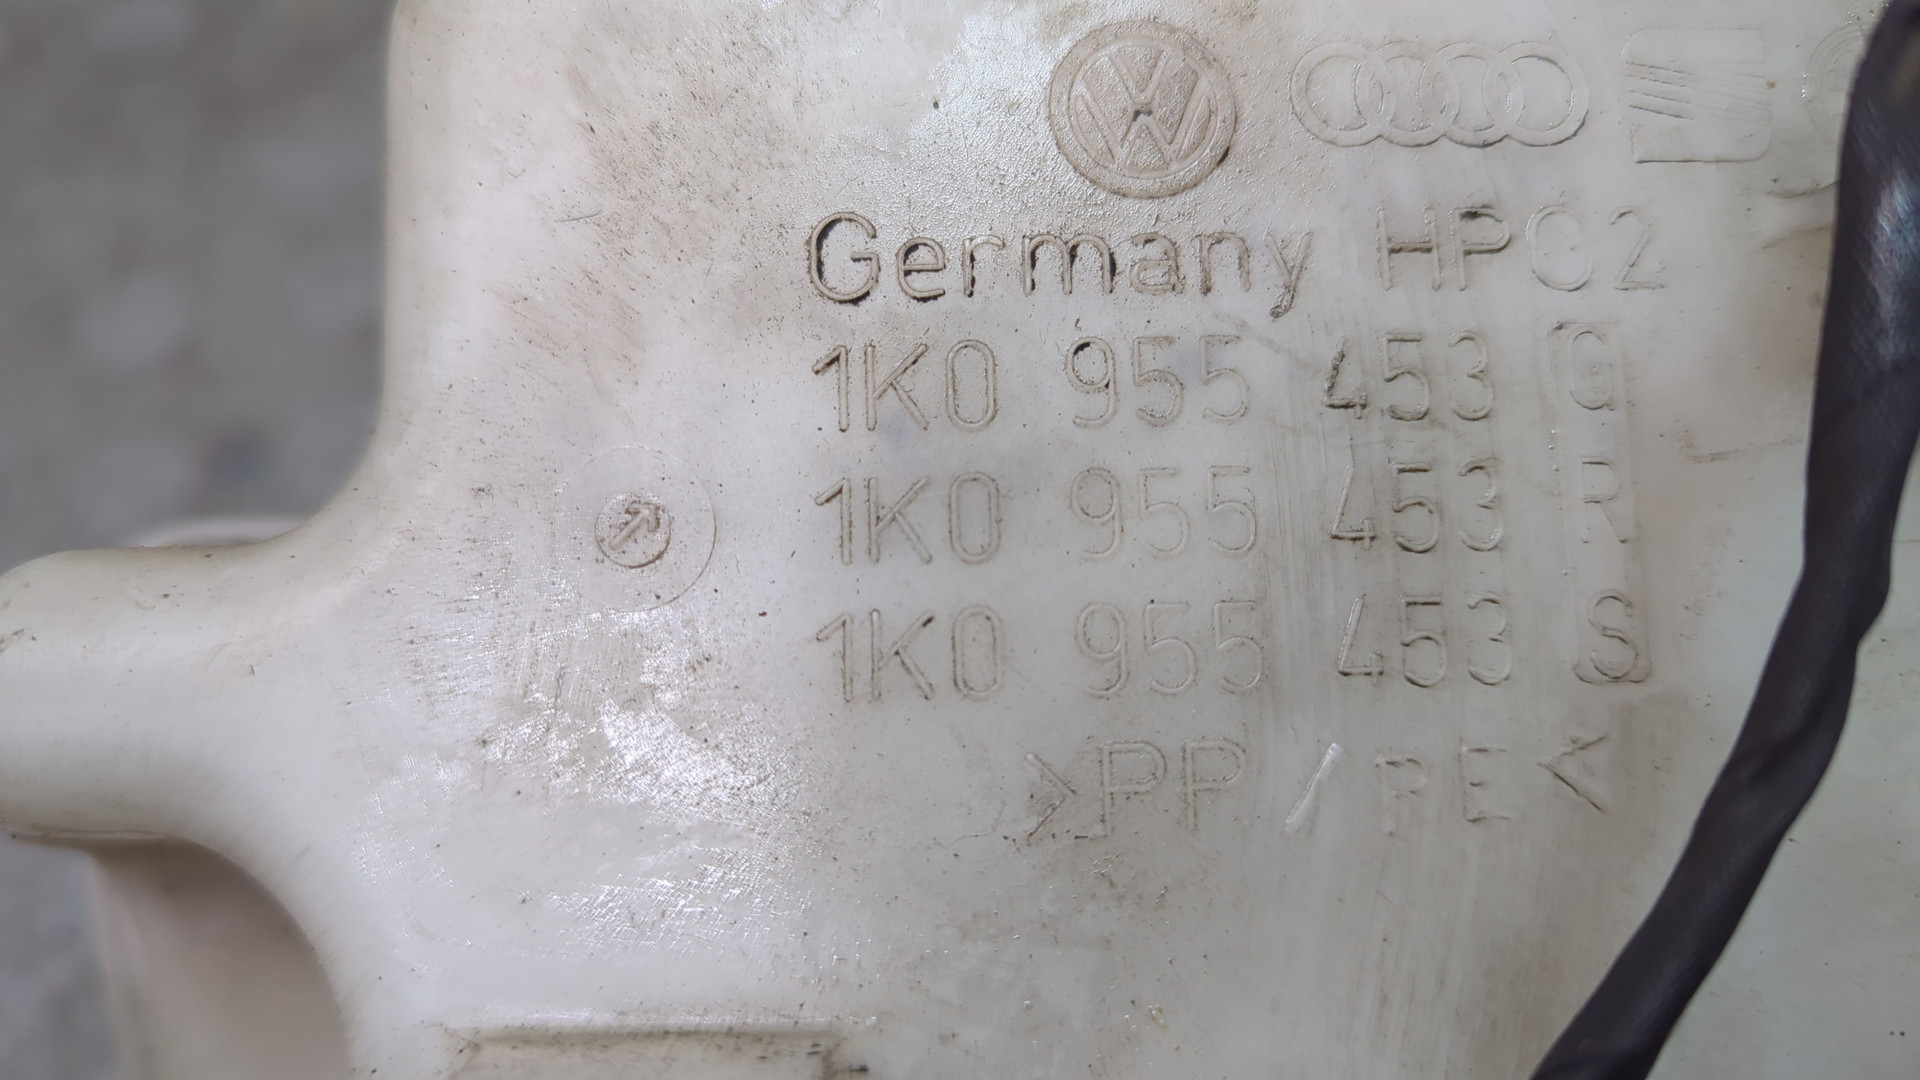 Germany HPC2
1K0 955 453 Q
1K0 955 453 R
1K0 955 453 S
>PP/PE<